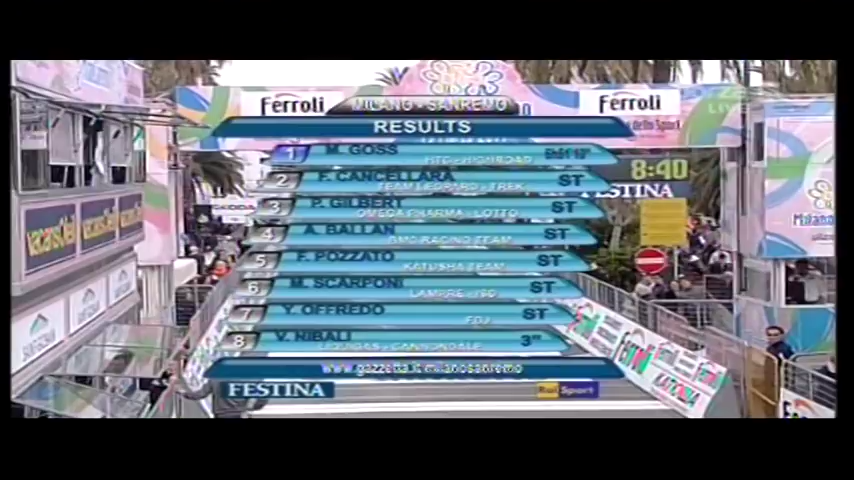 Ferroli
MILANO - SANREMO
Ferroli
LIVE
RESULTS
1 M. GOSS
HTC - HIGHROAD
2 F. CANCELLARA ST
TEAM LEOPARD - TREK
8:40
FESTINA
3 P. GILBERT ST
OMEGA PHARMA - LOTTO
4 A. BALLAN ST
BMC RACING TEAM
5 F. POZZATO ST
KATUSHA TEAM
6 M. SCARPONI ST
LAMPRE - ISD
7 Y. OFFREDO ST
FDJ
8 V. NIBALI 3"
LIQUIGAS - CANNONDALE
www.gazzetta.it/milanosanremo
FESTINA
Rai Sport